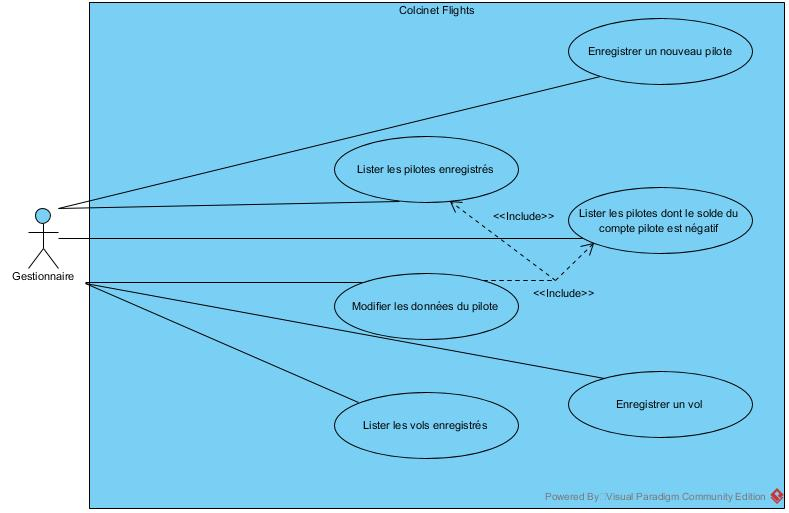 Colcinet Flights
Enregistrer un nouveau pilote
Lister les pilotes enregistrés
Lister les pilotes dont le solde du
compte pilote est négatif
<<Include>>
Gestionnaire
<<Include>>
Modifier les données du pilote
Enregistrer un vol
Lister les vols enregistrés
Powered By Visual Paradigm Community Edition